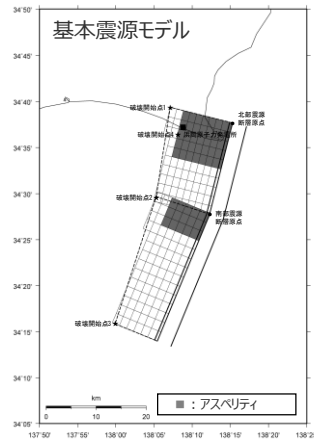 基本震源モデル
34˚50'
34˚45'
34˚40'
34˚35'
34˚30'
34˚25'
34˚20'
34˚15'
34˚10'
34˚05'
破壊開始点1
破壊開始点4
浜岡原子力発電所
北部震源
断層原点
破壊開始点2
南部震源
断層原点
破壊開始点3
km
0 10 20
■ : アスペリティ
137˚50' 137˚55' 138˚00' 138˚05' 138˚10' 138˚15' 138˚20' 138˚2